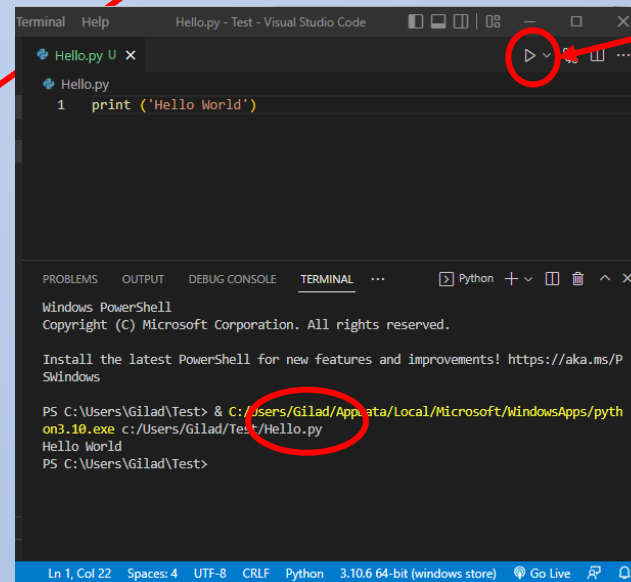 Terminal Help Hello.py - Test - Visual Studio Code
Hello.py U
Hello.py
1 print ('Hello World')
PROBLEMS OUTPUT DEBUG CONSOLE TERMINAL ··· Python
Windows PowerShell
Copyright (C) Microsoft Corporation. All rights reserved.
Install the latest PowerShell for new features and improvements! https://aka.ms/P
SWindows
PS C:\Users\Gilad\Test> & C:/Users/Gilad/AppData/Local/Microsoft/WindowsApps/pyth
on3.10.exe c:/Users/Gilad/Test/Hello.py
Hello World
PS C:\Users\Gilad\Test>
Ln 1, Col 22 Spaces: 4 UTF-8 CRLF Python 3.10.6 64-bit (windows store) Go Live